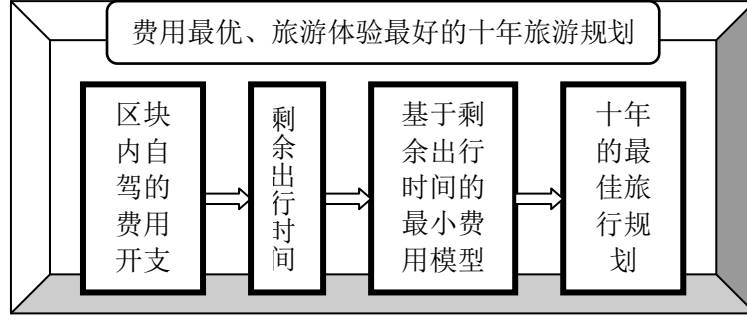 费用最优、旅游体验最好的十年旅游规划
区块
内自
驾的
费用
开支
剩余出行时间
基于剩
余出行
时间的
最小费
用模型
十年
的最
佳旅
行规
划